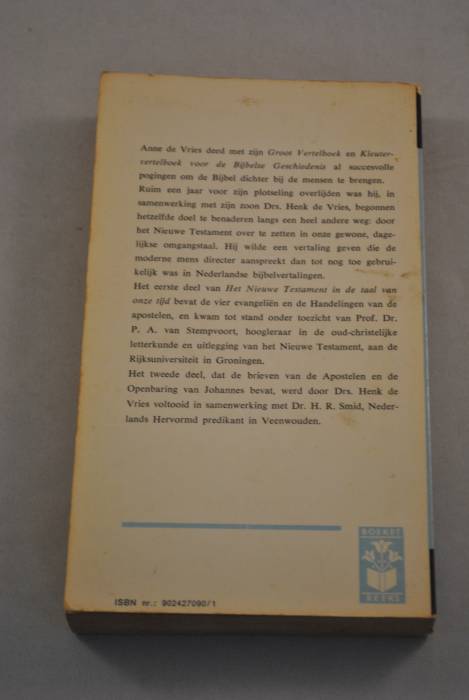 Anne de Vries deed met zijn Groot Vertelboek en Kleuter-
vertelboek voor de Bijbelse Geschiedenis al succesvolle
pogingen om de Bijbel dichter bij de mensen te brengen.
Ruim een jaar voor zijn plotseling overlijden was hij, in
samenwerking met zijn zoon Drs. Henk de Vries, begonnen
hetzelfde doel te benaderen langs een heel andere weg: door
het Nieuwe Testament over te zetten in onze gewone, dage-
lijkse omgangstaal. Hij wilde een vertaling geven die de
moderne mens directer aanspreekt dan tot nog toe gebrui-
kelijk was in Nederlandse bijbelvertalingen.
Het eerste deel van Het Nieuwe Testament in de taal van
onze tijd bevat de vier evangeliën en de Handelingen van de
apostelen, en kwam tot stand onder toezicht van Prof. Dr.
P. A. van Stempvoort, hoogleraar in de oud-christelijke
letterkunde en uitlegging van het Nieuwe Testament, aan de
Rijksuniversiteit in Groningen.
Het tweede deel, dat de brieven van de Apostelen en de
Openbaring van Johannes bevat, werd door Drs. Henk de
Vries voltooid in samenwerking met Dr. H. R. Smid, Neder-
lands Hervormd predikant in Veenwouden.
BOEKET
REEKS
ISBN nr.: 902427090/1